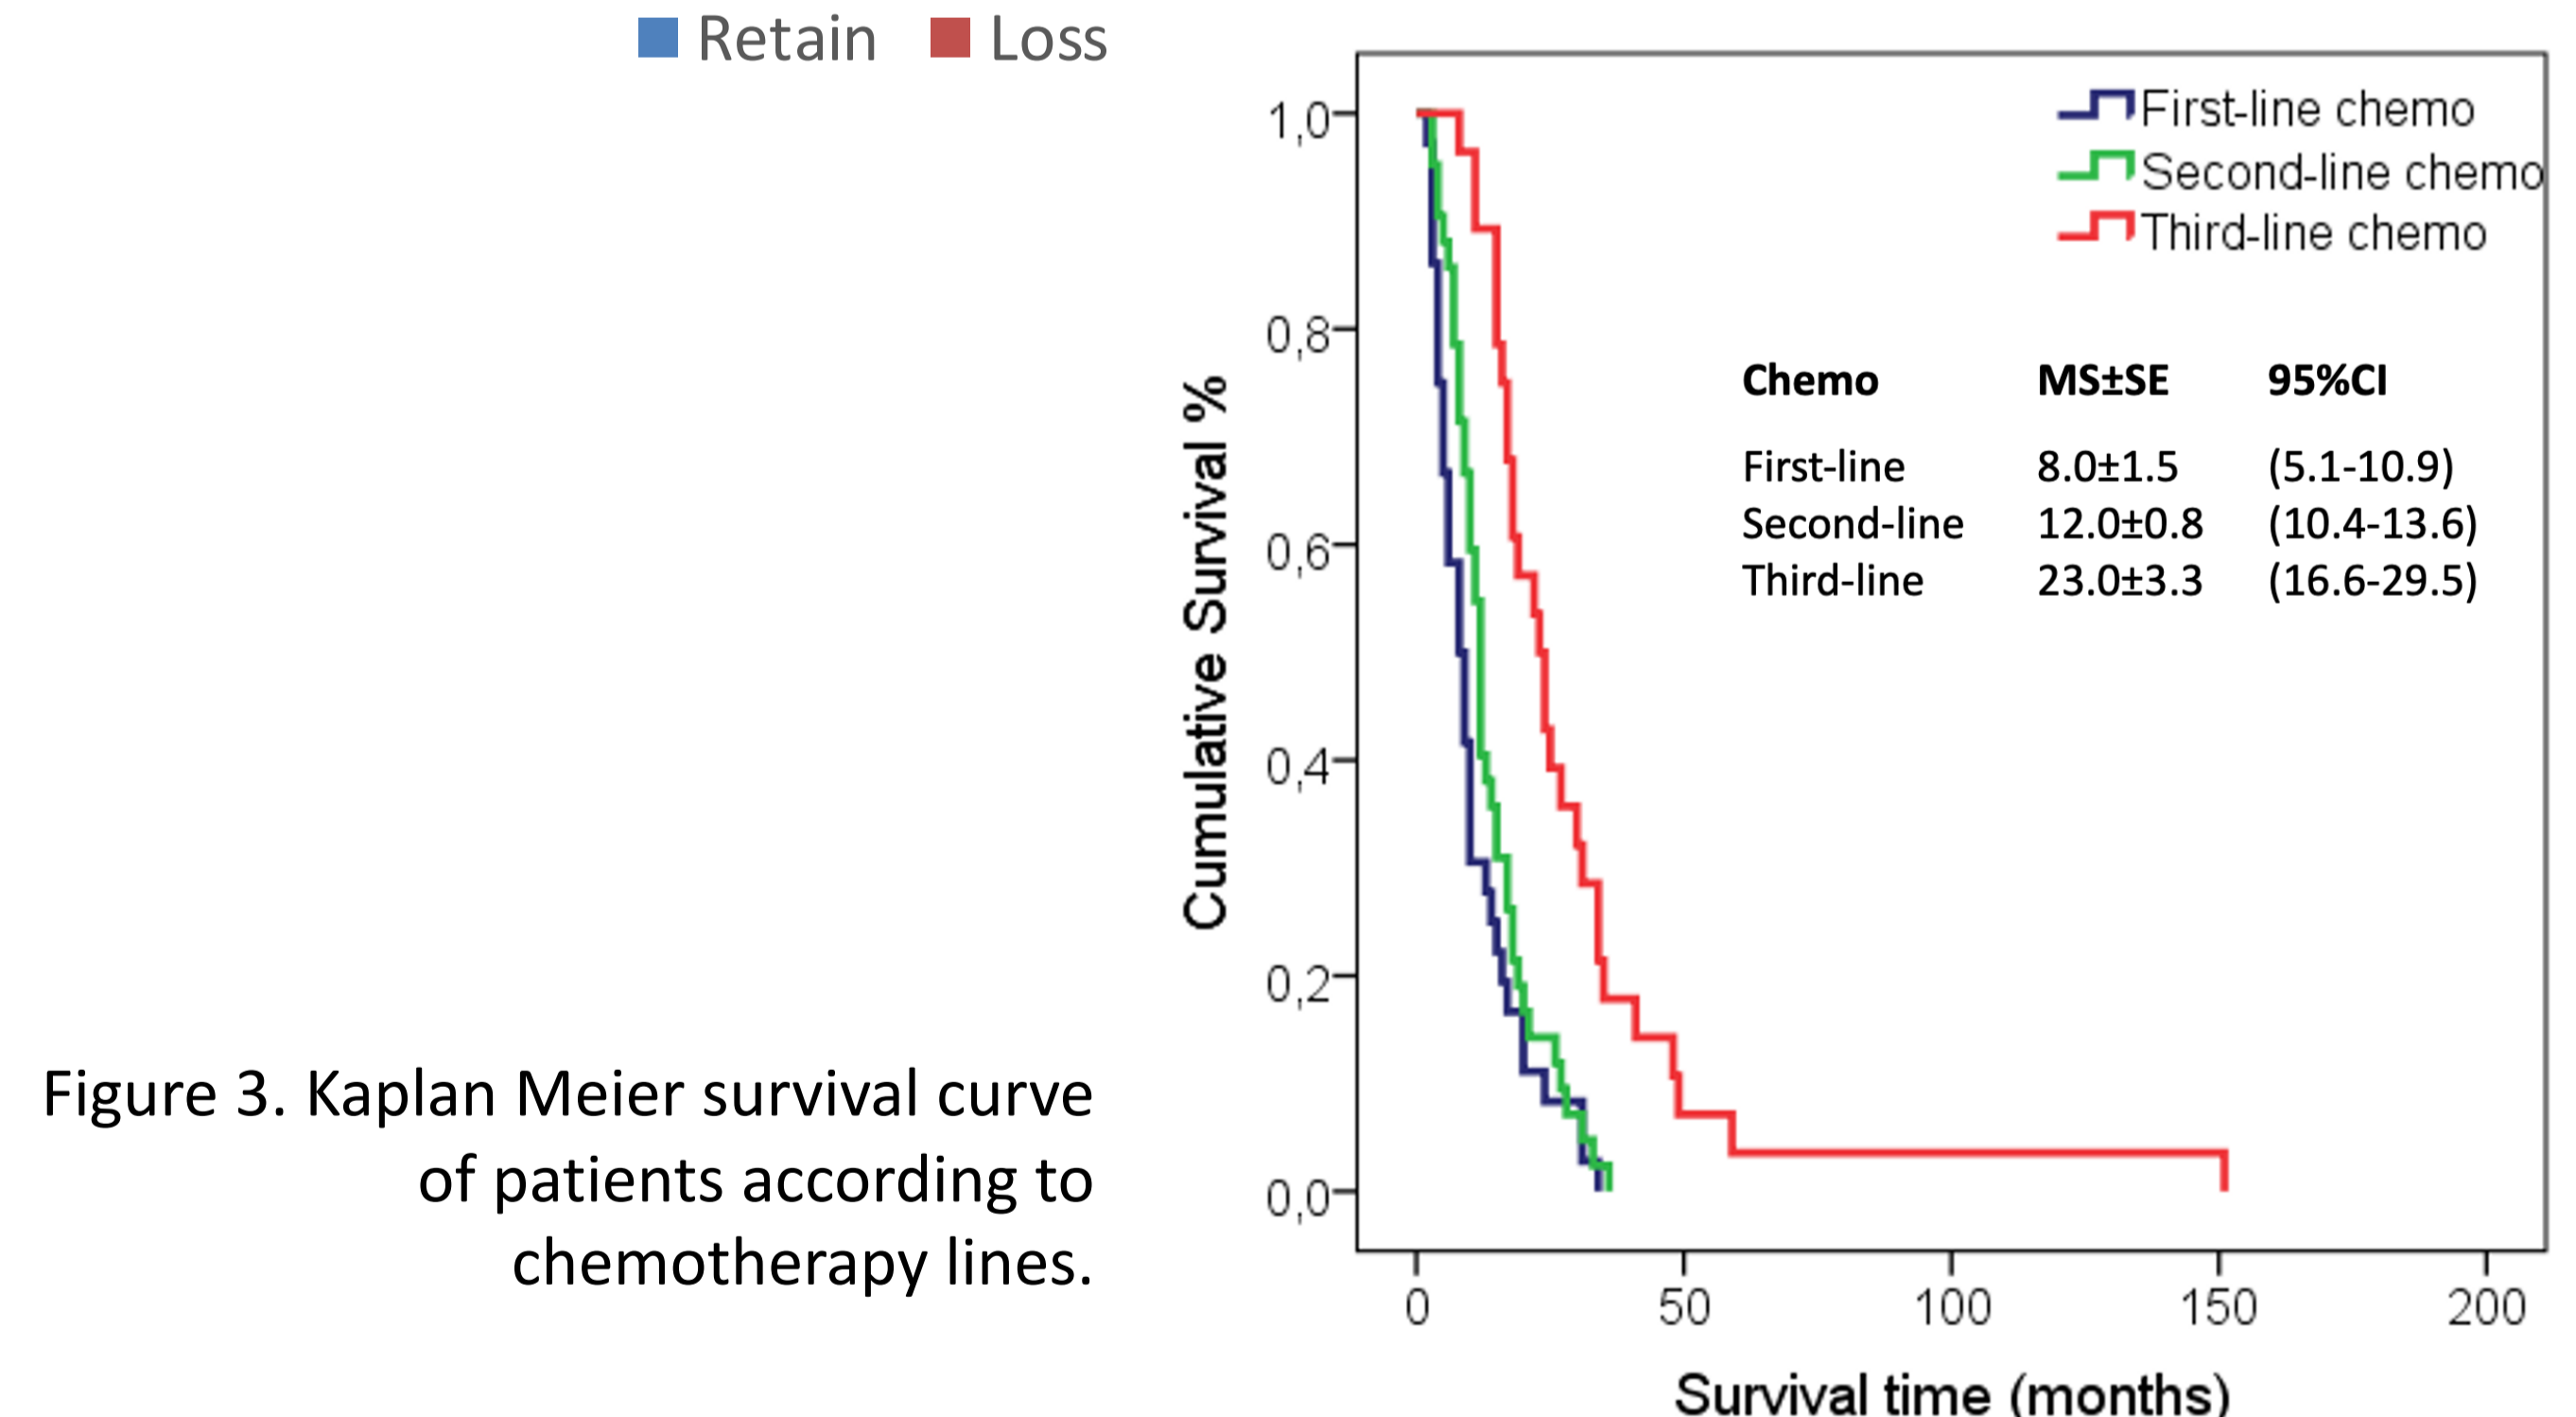 Retain Loss
Figure 3. Kaplan Meier survival curve
of patients according to
chemotherapy lines.
Cumulative Survival %
1,0
0,8
0,6
0,4
0,2
0,0
First-line chemo
Second-line chemo
Third-line chemo
Chemo MS±SE 95%CI
First-line 8.0±1.5 (5.1-10.9)
Second-line 12.0±0.8 (10.4-13.6)
Third-line 23.0±3.3 (16.6-29.5)
0 50 100 150 200
Survival time (months)